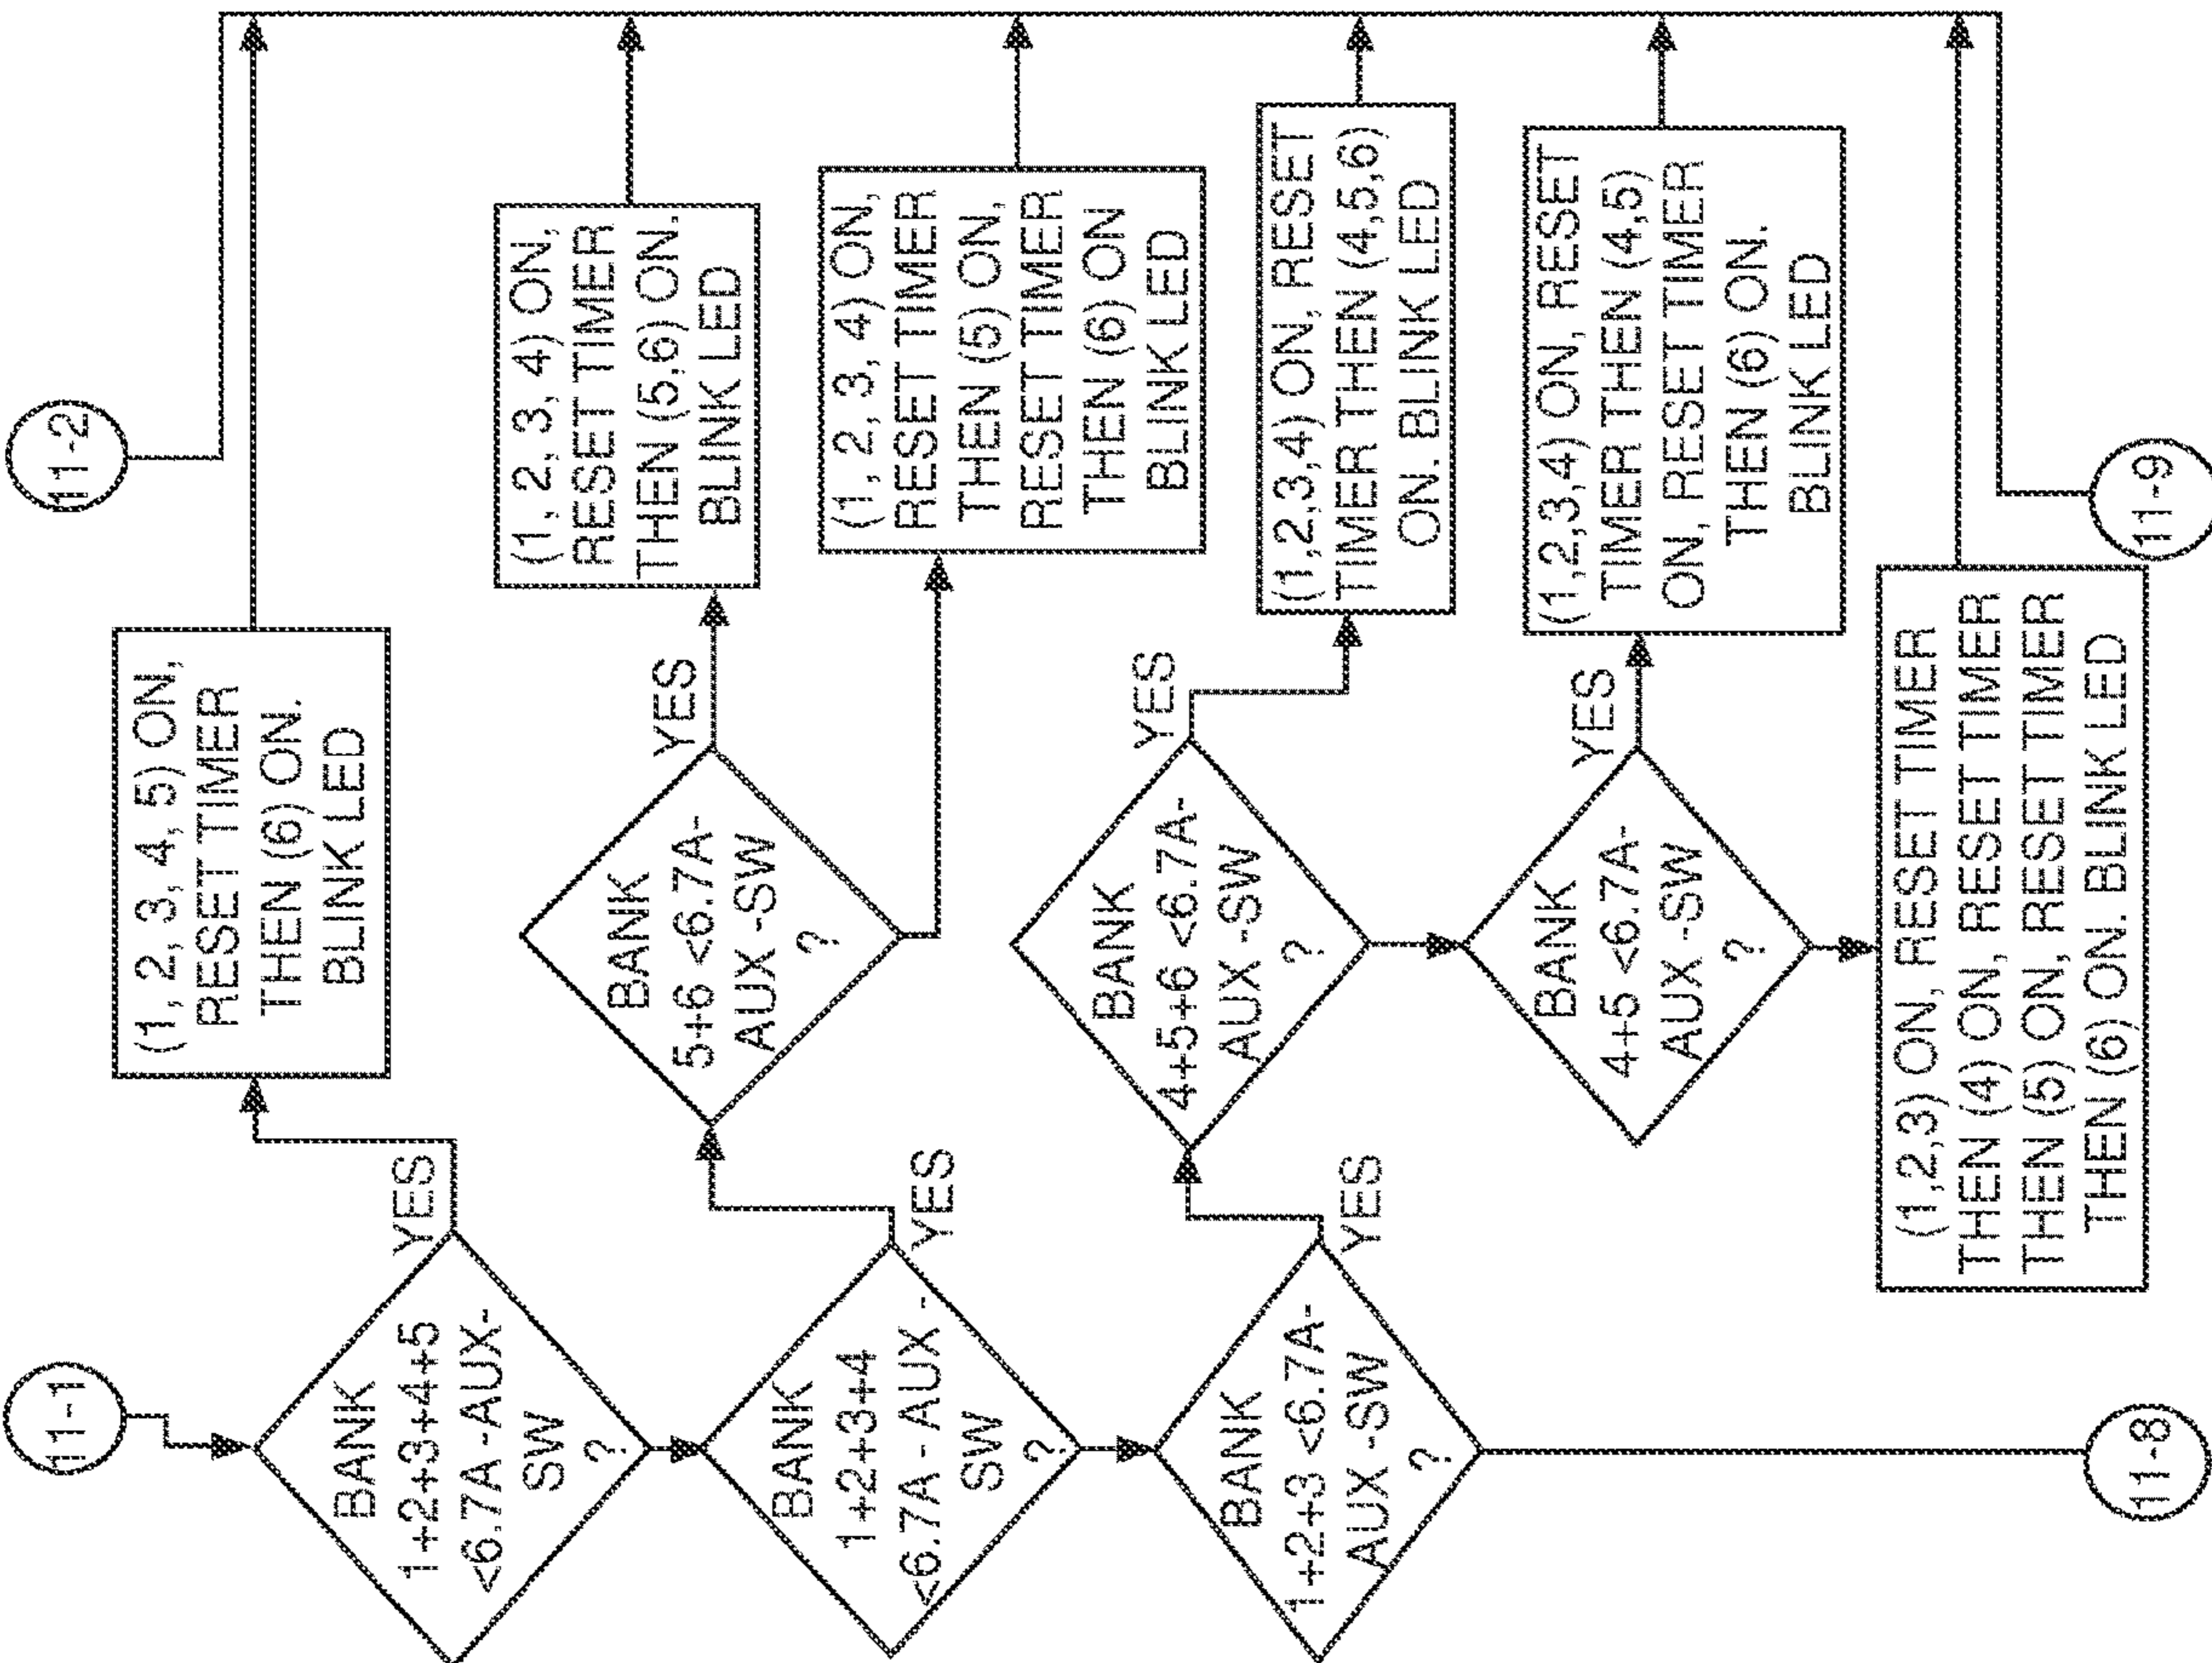 11-1
BANK
1+2+3+4+5
<6.7A -AUX-
SW
?
YES
(1, 2, 3, 4, 5) ON,
RESET TIMER
THEN (6) ON.
BLINK LED
11-2
BANK
1+2+3+4
<6.7A - AUX -
SW
?
YES
BANK
5+6 <6.7A-
AUX -SW
?
YES
(1, 2, 3, 4) ON,
RESET TIMER
THEN (5,6) ON.
BLINK LED
(1, 2, 3, 4) ON,
RESET TIMER
THEN (5) ON,
RESET TIMER
THEN (6) ON
BLINK LED
BANK
1+2+3 <6.7A-
AUX -SW
?
YES
BANK
4+5+6 <6.7A-
AUX -SW
?
YES
(1,2,3,4) ON, RESET
TIMER THEN (4,5,6)
ON. BLINK LED
BANK
4+5 <6.7A-
AUX -SW
?
YES
(1,2,3,4) ON, RESET
TIMER THEN (4,5)
ON, RESET TIMER
THEN (6) ON.
BLINK LED
(1,2,3) ON, RESET TIMER
THEN (4) ON, RESET TIMER
THEN (5) ON, RESET TIMER
THEN (6) ON. BLINK LED
11-8
11-9